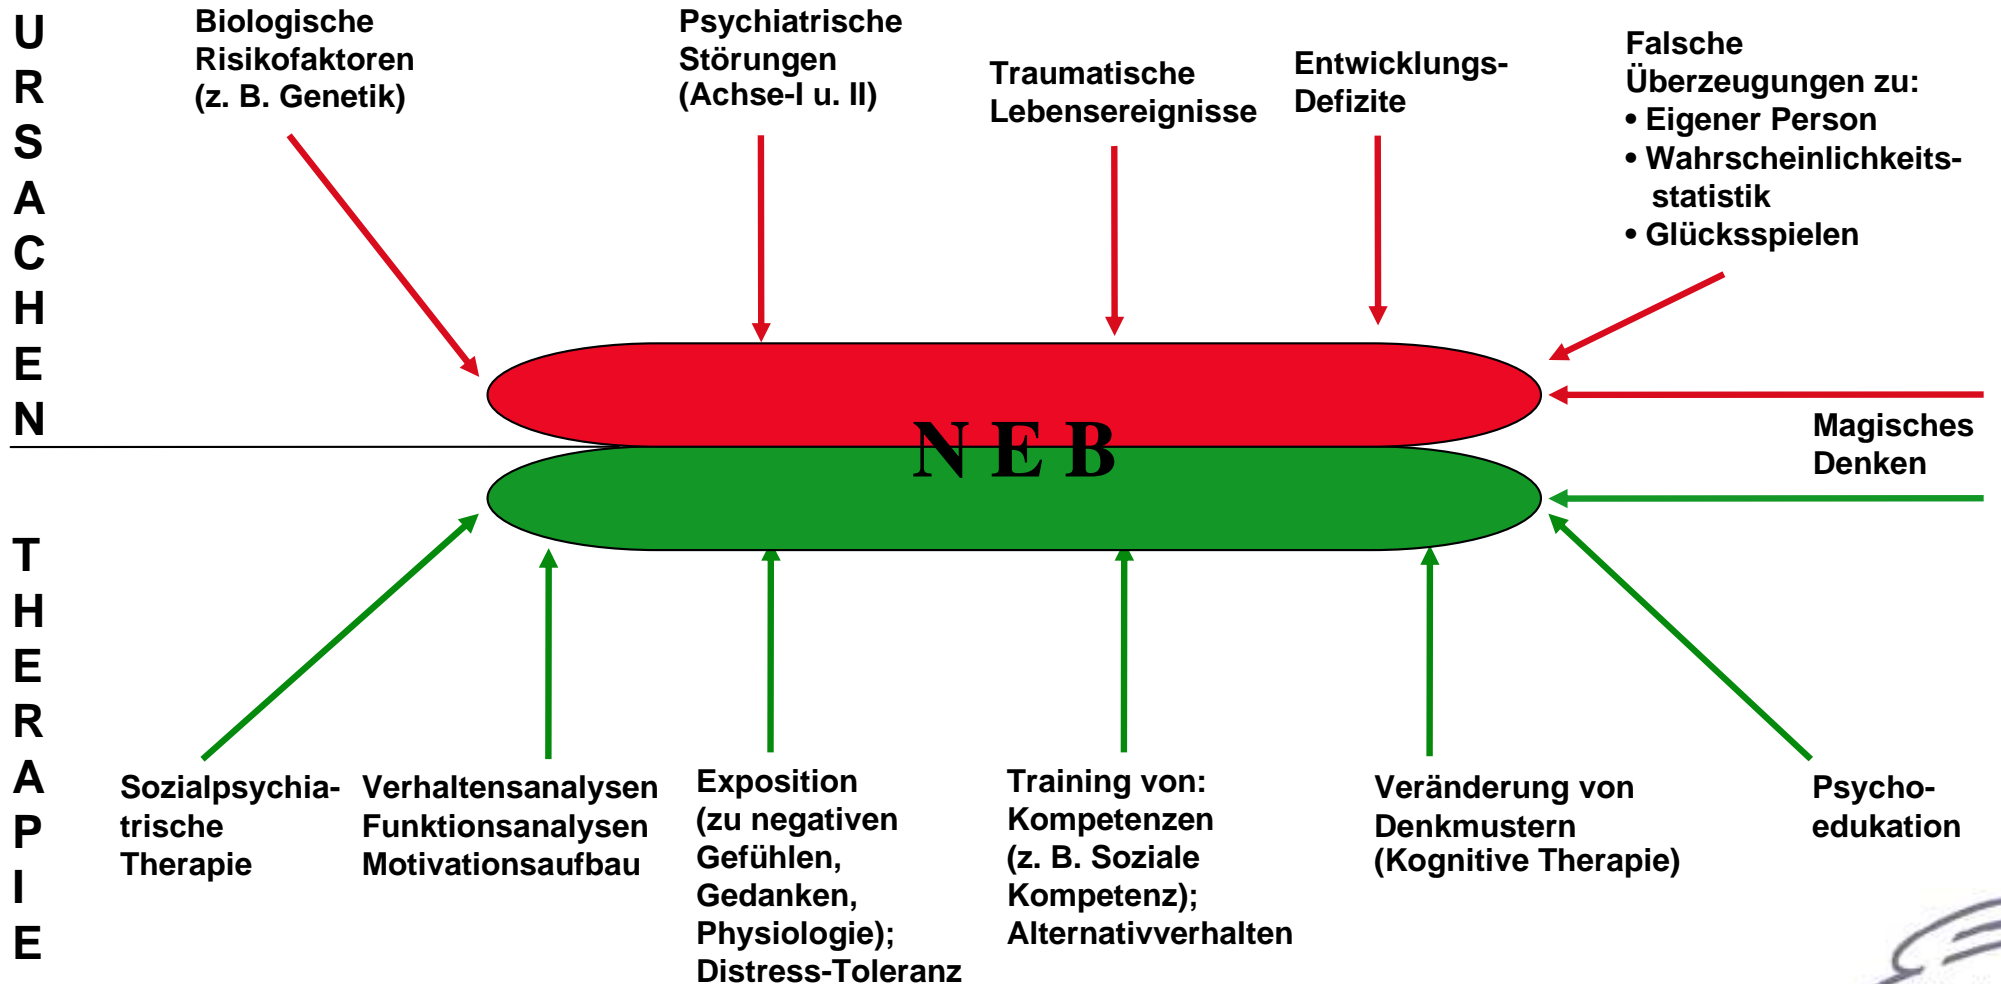 URSACHEN
Biologische
Risikofaktoren
(z. B. Genetik)
Psychiatrische
Störungen
(Achse-I u. II)
Traumatische
Lebensereignisse
Entwicklungs-
Defizite
Falsche
Überzeugungen zu:
• Eigener Person
• Wahrscheinlichkeits-
statistik
• Glücksspielen
Magisches
Denken
N E B
THERAPIE
Sozialpsychia-
trische
Therapie
Verhaltensanalysen
Funktionsanalysen
Motivationsaufbau
Exposition
(zu negativen
Gefühlen,
Gedanken,
Physiologie);
Distress-Toleranz
Training von:
Kompetenzen
(z. B. Soziale
Kompetenz);
Alternativverhalten
Veränderung von
Denkmustern
(Kognitive Therapie)
Psycho-
edukation